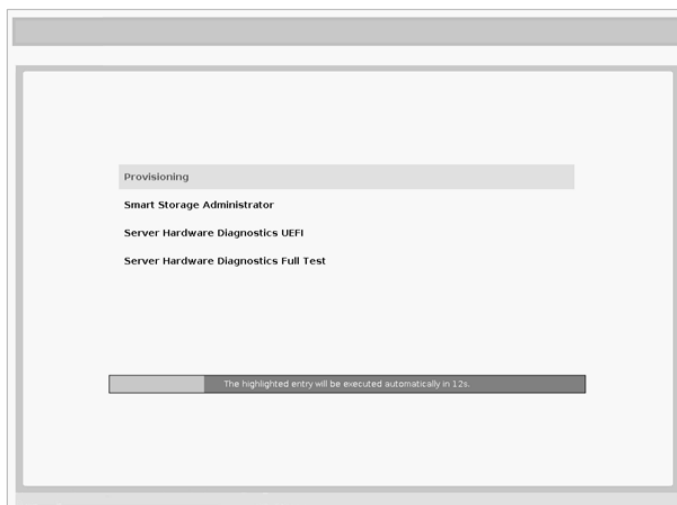 Provisioning
Smart Storage Administrator
Server Hardware Diagnostics UEFI
Server Hardware Diagnostics Full Test
The highlighted entry will be executed automatically in 12s.